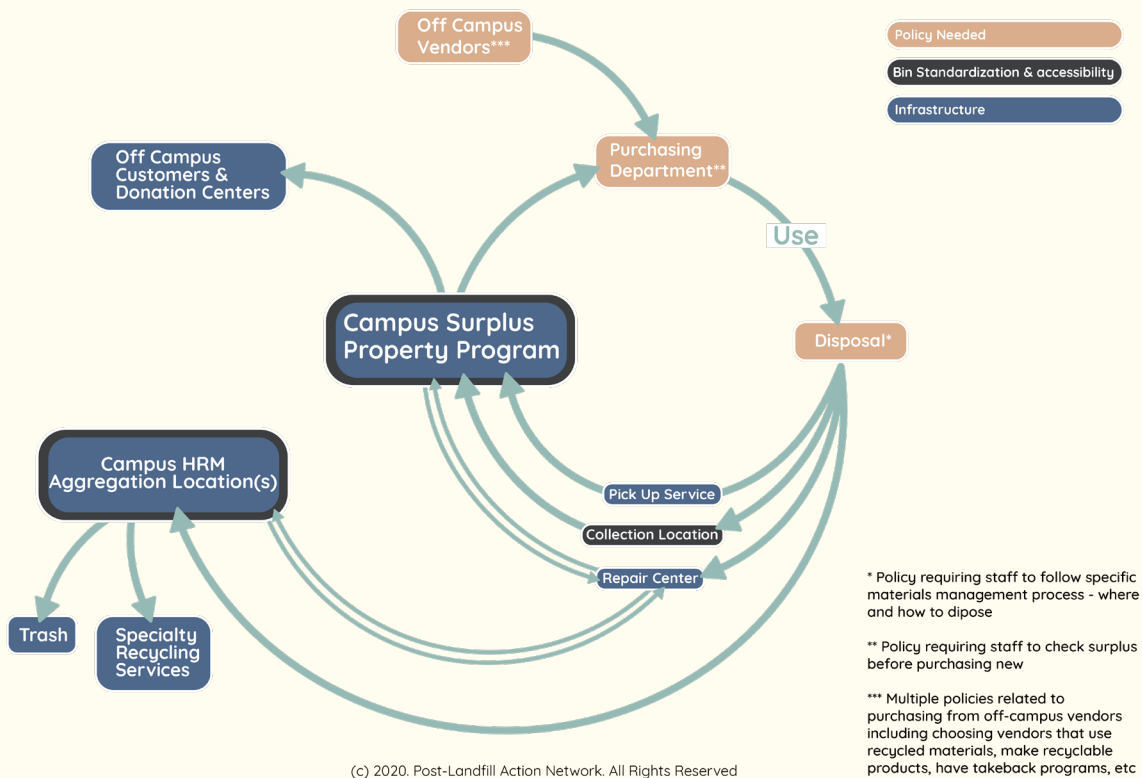 Off Campus
Vendors***
Policy Needed
Bin Standardization & accessibility
Infrastructure
Off Campus
Customers &
Donation Centers
Purchasing
Department**
Use
Campus Surplus
Property Program
Disposal*
Campus HRM
Aggregation Location(s)
Pick Up Service
Collection Location
Repair Center
Trash
Specialty
Recycling
Services
* Policy requiring staff to follow specific
materials management process - where
and how to dipose
** Policy requiring staff to check surplus
before purchasing new
*** Multiple policies related to
purchasing from off-campus vendors
including choosing vendors that use
recycled materials, make recyclable
products, have takeback programs, etc
(c) 2020. Post-Landfill Action Network. All Rights Reserved